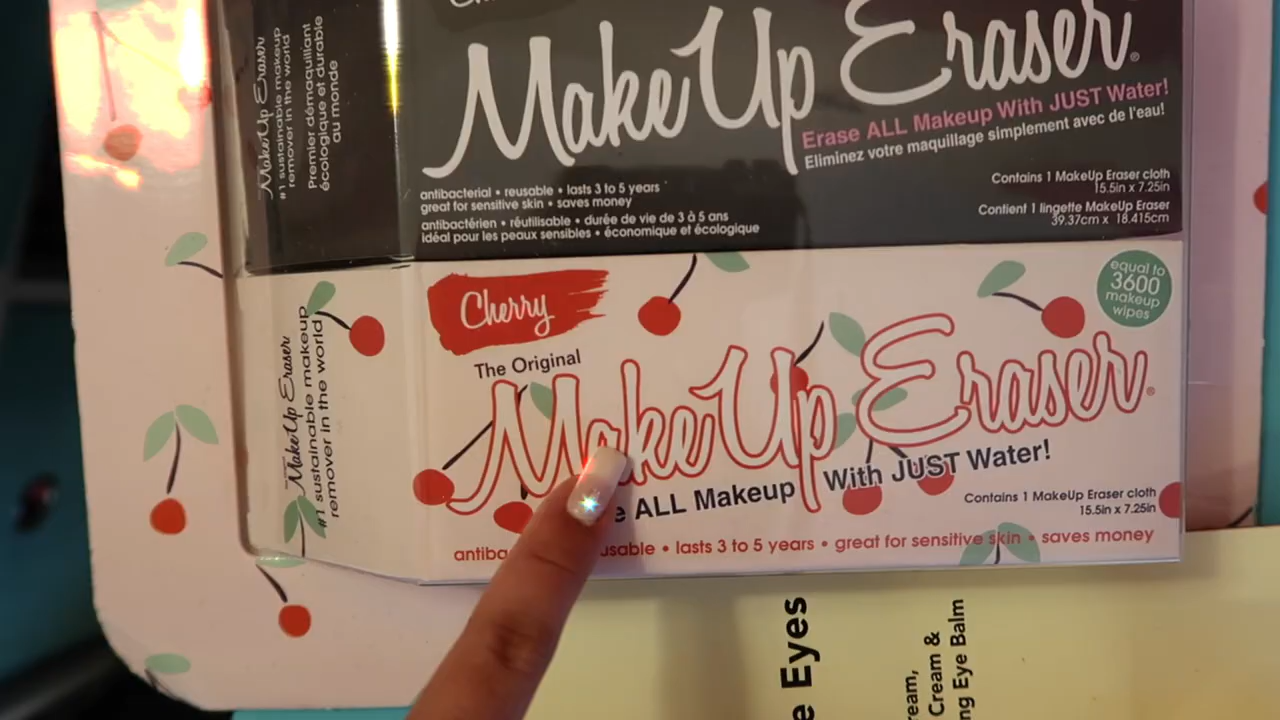 MakeUp Eraser®
Erase ALL Makeup With JUST Water!
Eliminez votre maquillage simplement avec de l'eau!
antibacterial • reusable • lasts 3 to 5 years
great for sensitive skin • saves money
antibactérien • réutilisable • durée de vie de 3 à 5 ans
idéal pour les peaux sensibles • économique et écologique
Contains 1 MakeUp Eraser cloth
15.5in x 7.25in
Contient 1 lingette MakeUp Eraser
39.37cm x 18.415cm
MakeUp Eraser
#1 sustainable makeup
remover in the world
Premier démaquillant
écologique et durable
au monde
Cherry
equal to
3600
makeup
wipes
The Original
MakeUp Eraser®
ALL Makeup With JUST Water!
Contains 1 MakeUp Eraser cloth
15.5in x 7.25in
antiba usable • lasts 3 to 5 years • great for sensitive skin • saves money
MakeUp Eraser
#1 sustainable makeup
remover in the world
Eyes
Cream &
Eye Balm